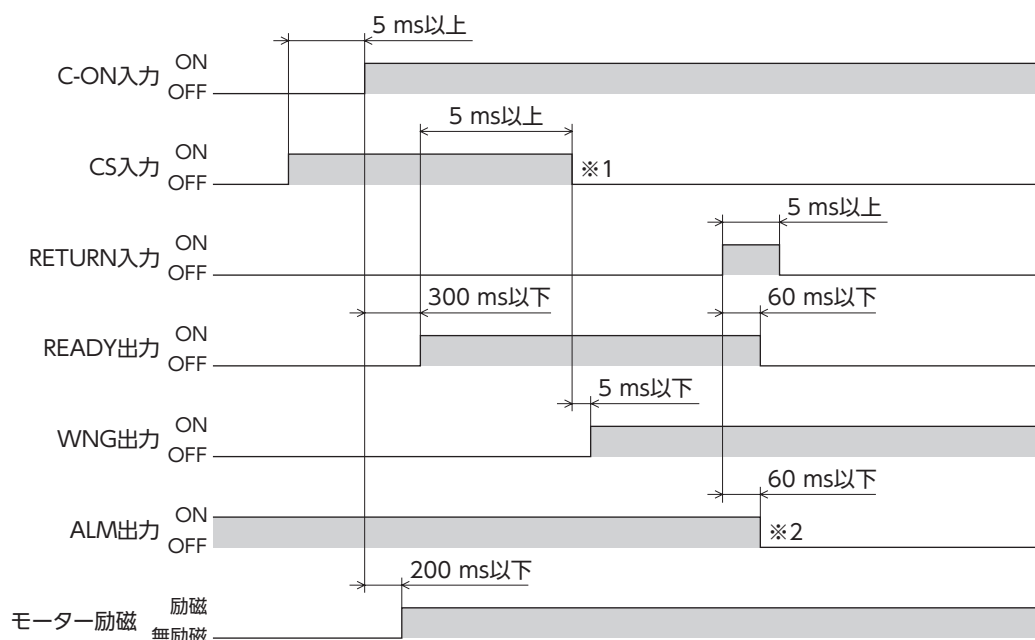 5 ms以上
C-ON入力
ON
OFF
5 ms以上
CS入力
ON
OFF
※1
5 ms以上
RETURN入力
ON
OFF
300 ms以下
60 ms以下
READY出力
ON
OFF
5 ms以下
WNG出力
ON
OFF
60 ms以下
ALM出力
ON
OFF
※2
200 ms以下
モーター励磁
励磁
無励磁